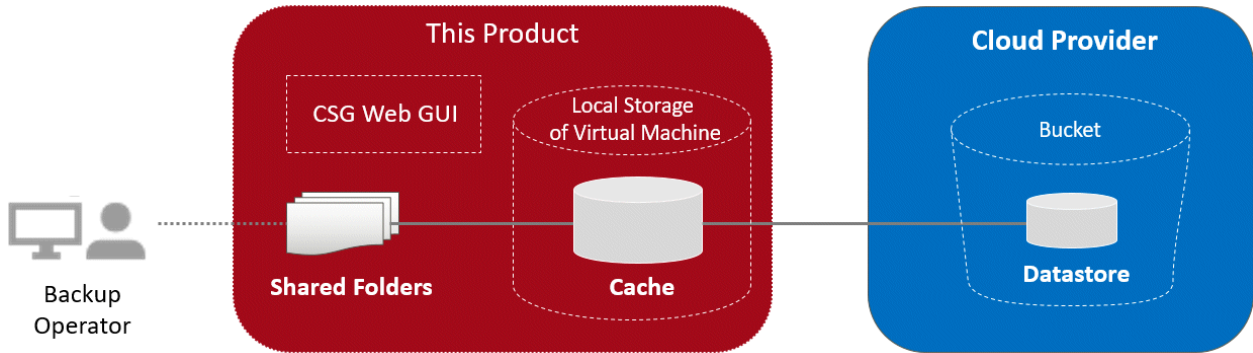 This Product
Cloud Provider
CSG Web GUI
Local Storage
of Virtual Machine
Bucket
Shared Folders
Cache
Datastore
Backup
Operator